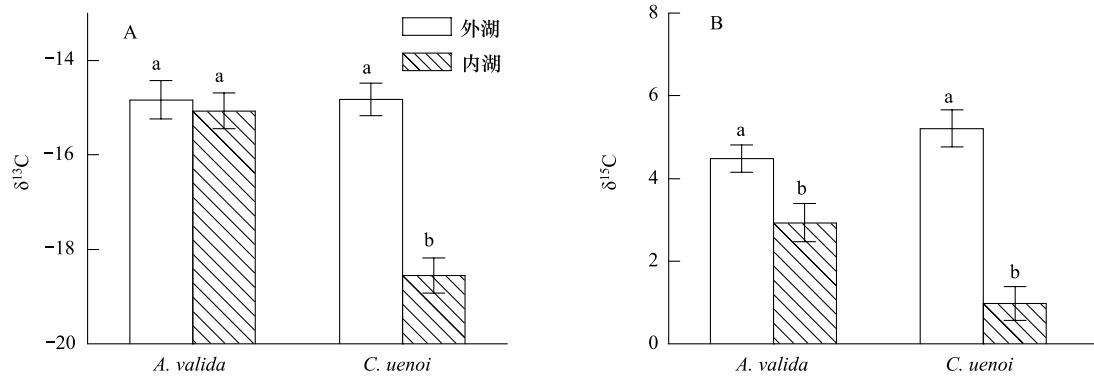 A
外湖
内湖
δ13C
−14
−16
−18
−20
a
a
a
b
A. valida
C. uenoi
B
δ15C
8
6
4
2
0
a
b
a
b
A. valida
C. uenoi